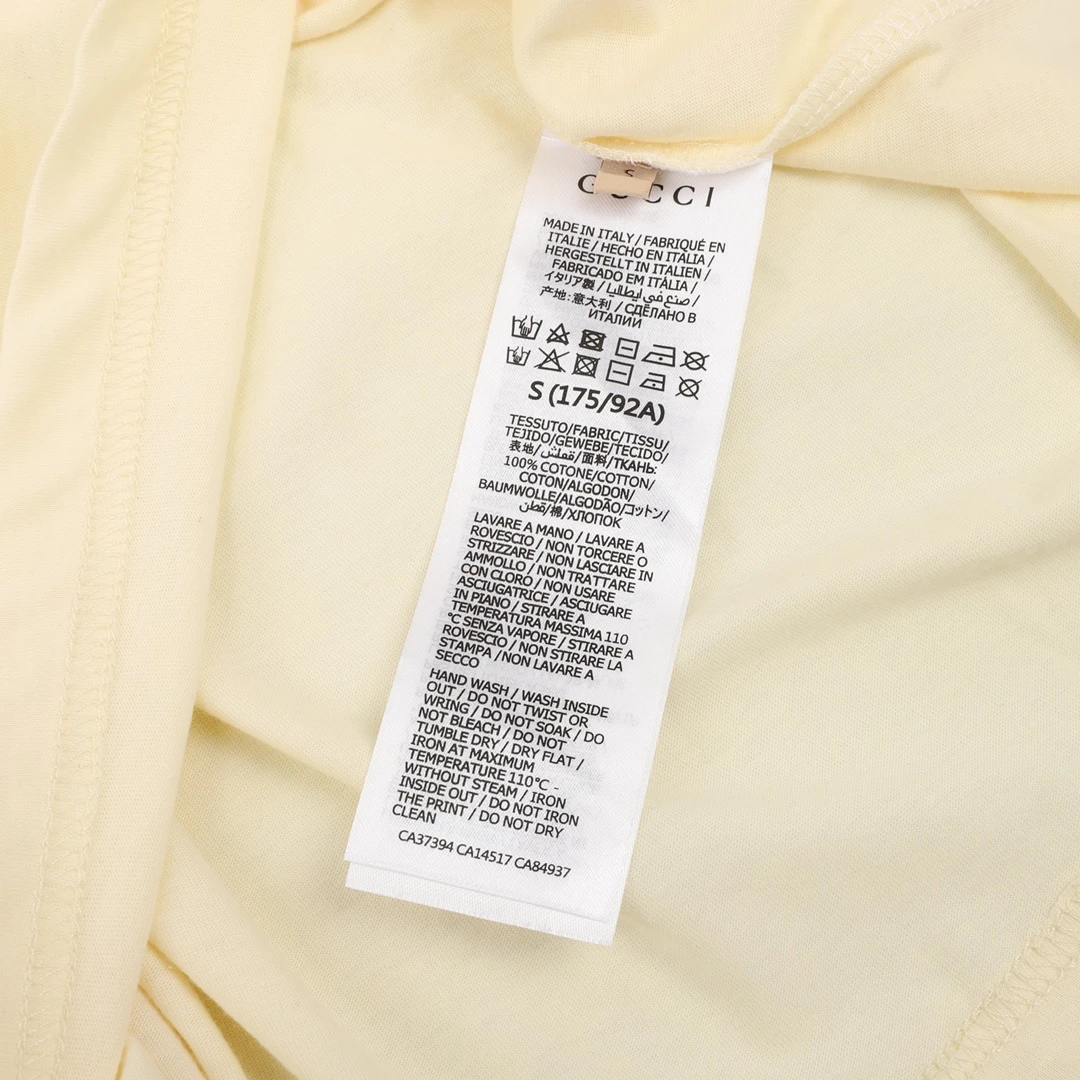 S
GUCCI
MADE IN ITALY / FABRIQUÉ EN
ITALIE / HECHO EN ITALIA /
HERGESTELLT IN ITALIEN /
FABRICADO EM ITÀLIA /
イタリア製 / صنع في إيطاليا /
产地: 意大利 / СДЕЛАНО В
ИТАЛИИ
S (175/92A)
TESSUTO/FABRIC/TISSU/
TEJIDO/GEWEBE/TECIDO/
表地/قماش/面料/ТКАНЬ:
100% COTONE/COTTON/
COTON/ALGODON/
BAUMWOLLE/ALGODÃO/コットン/
قطن/棉/ХЛОПОК
LAVARE A MANO / LAVARE A
ROVESCIO / NON TORCERE O
STRIZZARE / NON LASCIARE IN
AMMOLLO / NON TRATTARE
CON CLORO / NON USARE
ASCIUGATRICE / ASCIUGARE
IN PIANO / STIRARE A
TEMPERATURA MASSIMA 110
°C SENZA VAPORE / STIRARE A
ROVESCIO / NON STIRARE LA
STAMPA / NON LAVARE A
SECCO
HAND WASH / WASH INSIDE
OUT / DO NOT TWIST OR
WRING / DO NOT SOAK / DO
NOT BLEACH / DO NOT
TUMBLE DRY / DRY FLAT /
IRON AT MAXIMUM
TEMPERATURE 110°C -
WITHOUT STEAM / IRON
INSIDE OUT / DO NOT IRON
THE PRINT / DO NOT DRY
CLEAN
CA37394 CA14517 CA84937